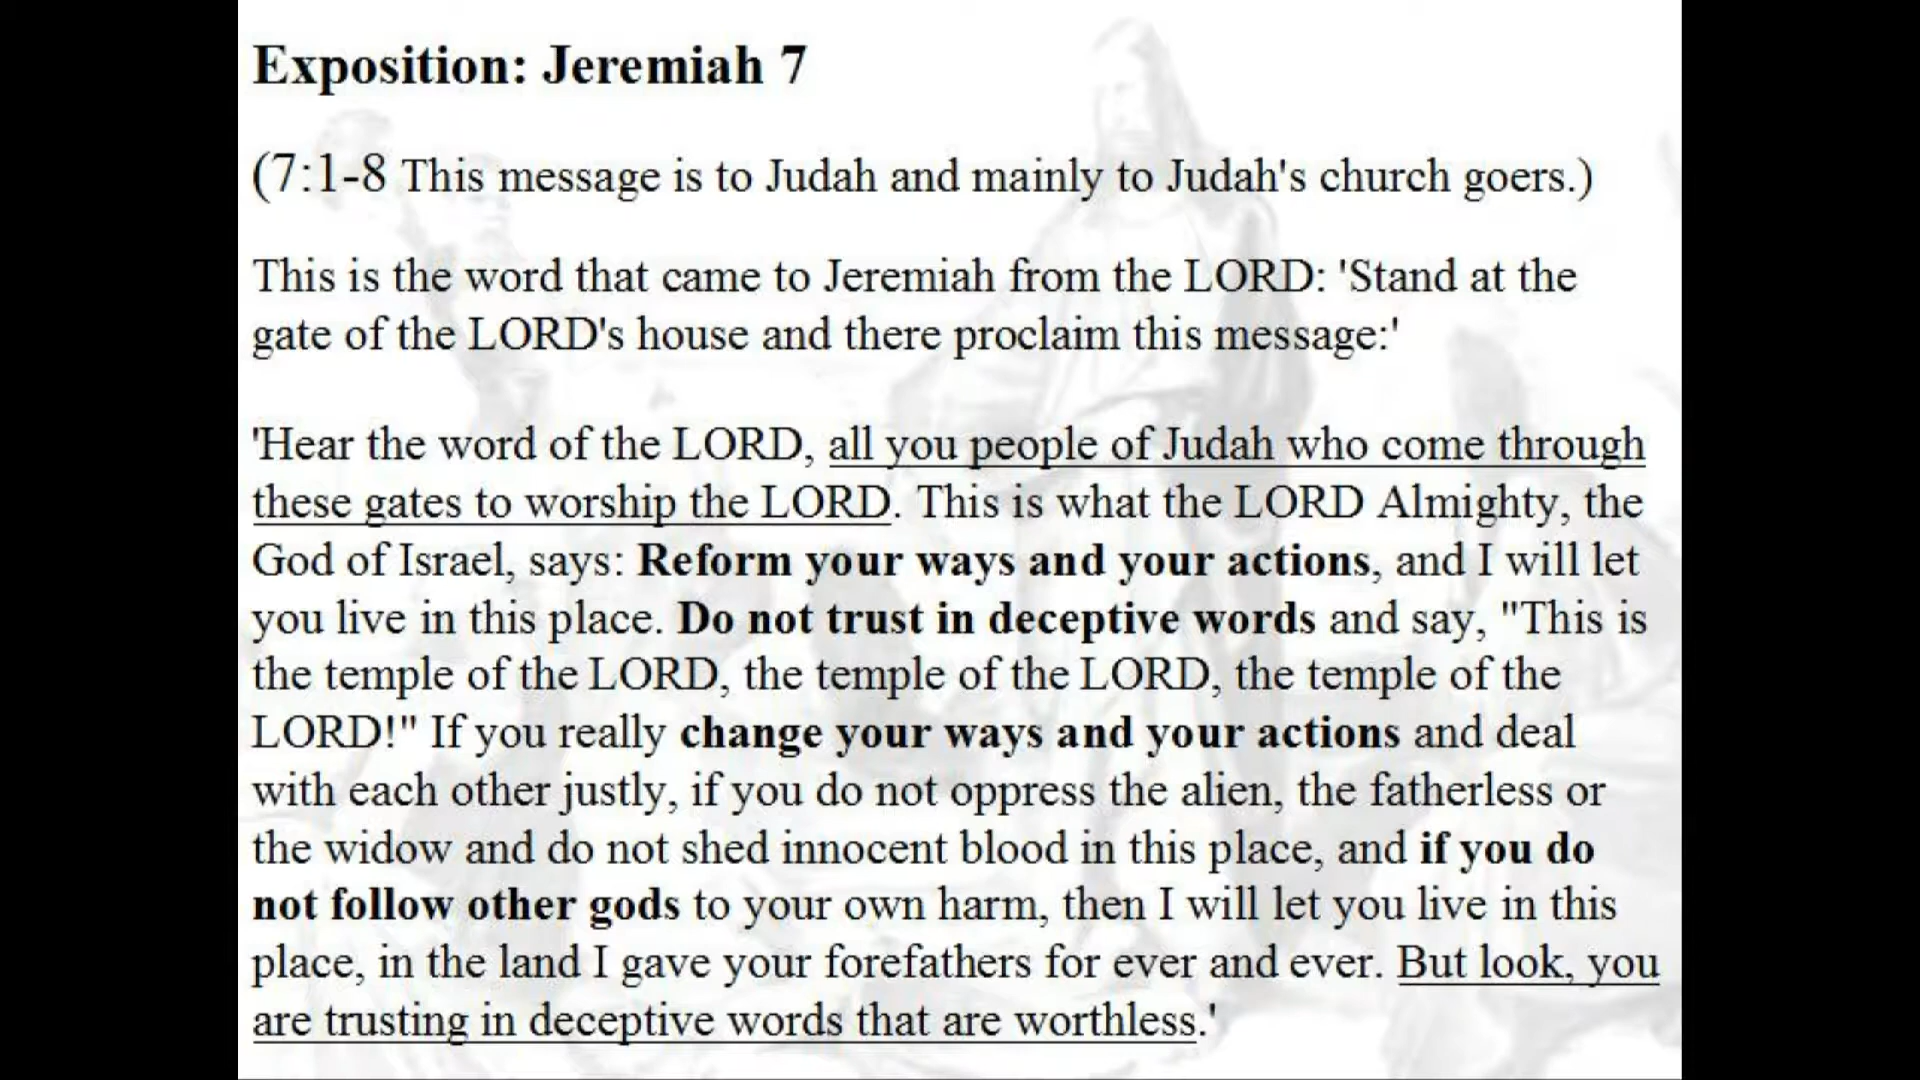 Exposition: Jeremiah 7
(7:1-8 This message is to Judah and mainly to Judah's church goers.)
This is the word that came to Jeremiah from the LORD: 'Stand at the
gate of the LORD's house and there proclaim this message:'
'Hear the word of the LORD, all you people of Judah who come through
these gates to worship the LORD. This is what the LORD Almighty, the
God of Israel, says: Reform your ways and your actions, and I will let
you live in this place. Do not trust in deceptive words and say, "This is
the temple of the LORD, the temple of the LORD, the temple of the
LORD!" If you really change your ways and your actions and deal
with each other justly, if you do not oppress the alien, the fatherless or
the widow and do not shed innocent blood in this place, and if you do
not follow other gods to your own harm, then I will let you live in this
place, in the land I gave your forefathers for ever and ever. But look, you
are trusting in deceptive words that are worthless.'